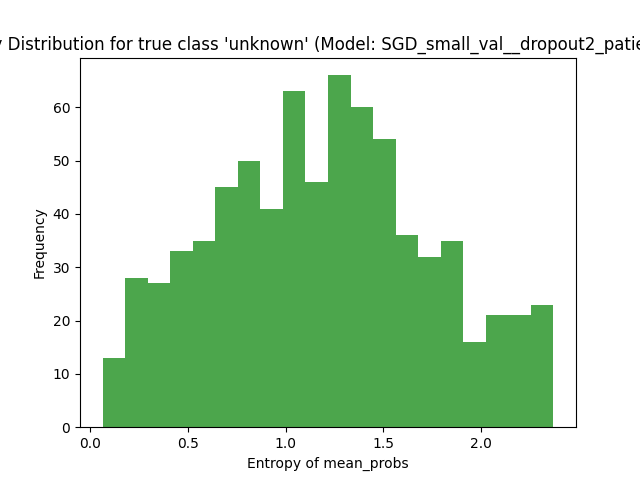 Distribution for true class 'unknown' (Model: SGD_small_val__dropout2_patie
60
50
40
30
20
10
0
Frequency
0.0 0.5 1.0 1.5 2.0
Entropy of mean_probs